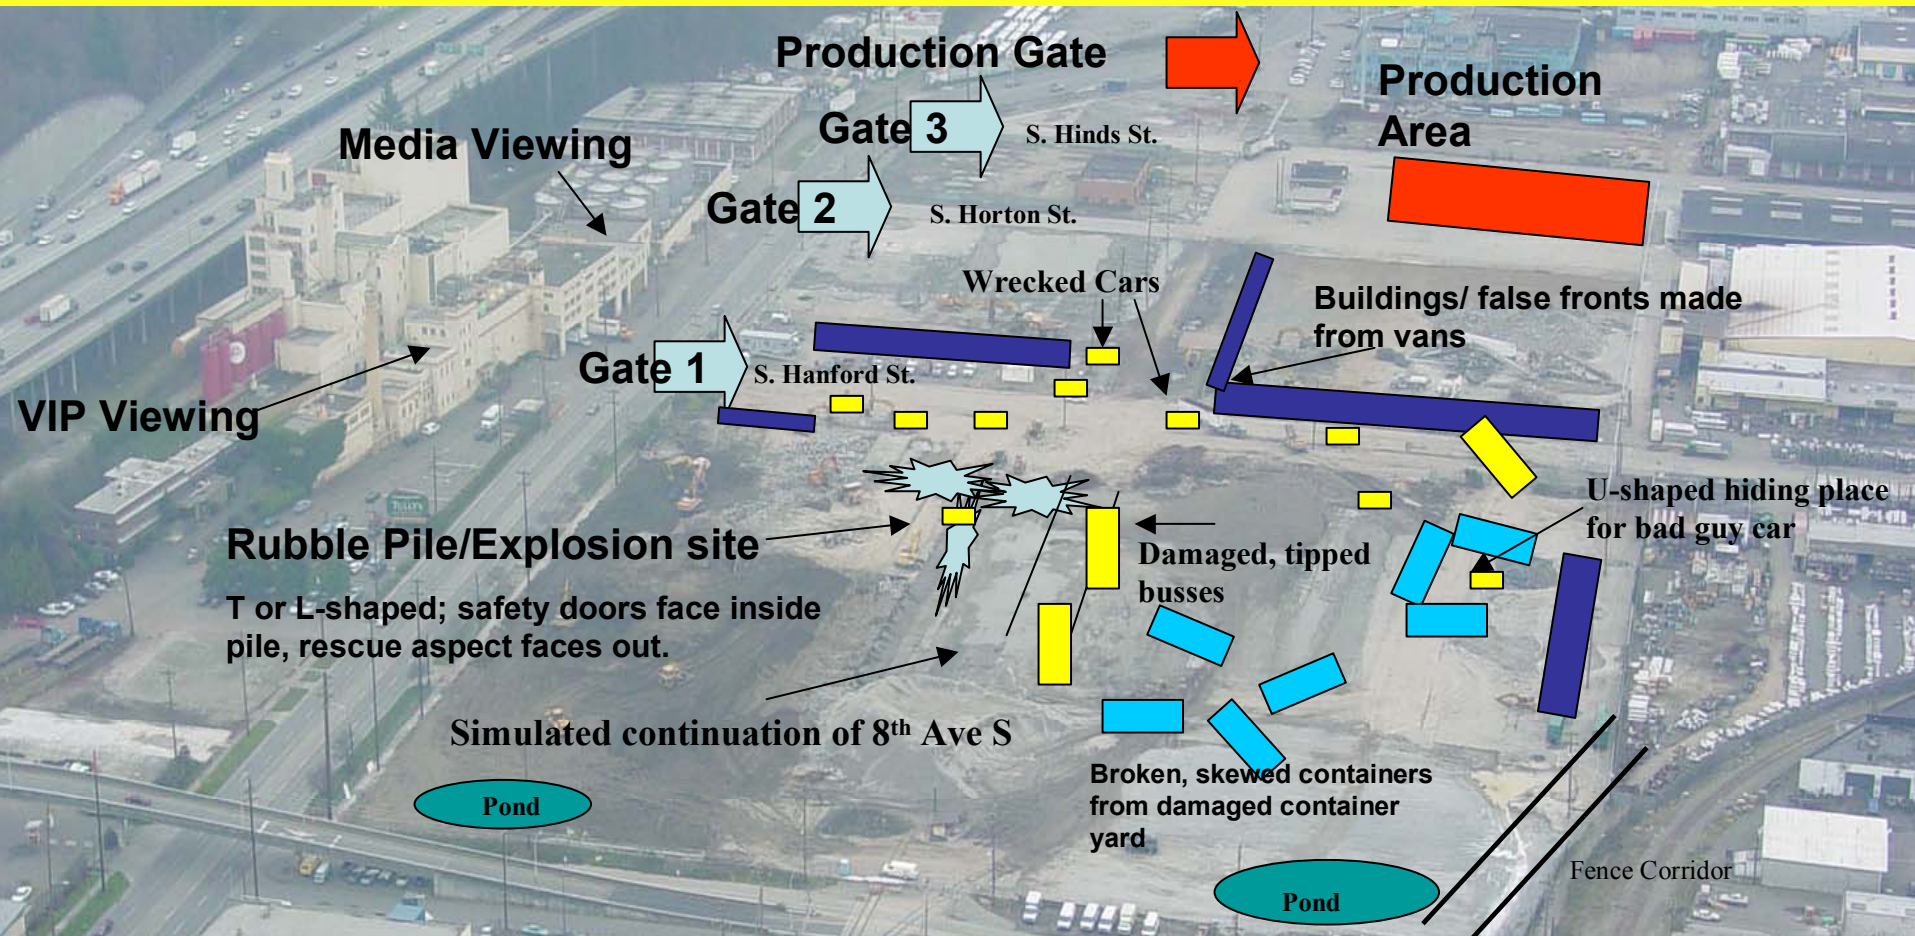 Production Gate
Production
Area
Gate 3
S. Hinds St.
Media Viewing
Gate 2
S. Horton St.
Wrecked Cars
Buildings/ false fronts made
from vans
Gate 1
S. Hanford St.
VIP Viewing
U-shaped hiding place
for bad guy car
Rubble Pile/Explosion site
T or L-shaped; safety doors face inside
pile, rescue aspect faces out.
Damaged, tipped
busses
Simulated continuation of 8th Ave S
Broken, skewed containers
from damaged container
yard
Pond
Pond
Fence Corridor
TULLY'S